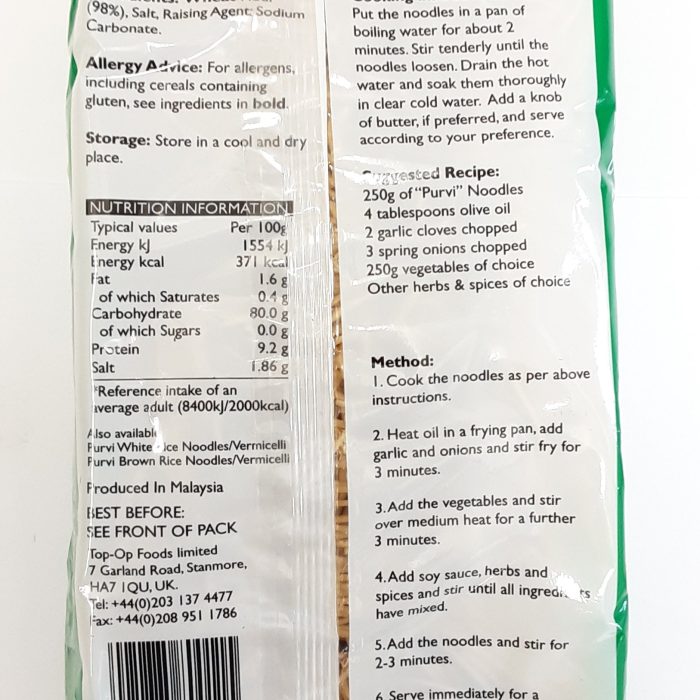 (98%), Salt, Raising Agent: Sodium
Carbonate.
Allergy Advice: For allergens,
including cereals containing
gluten, see ingredients in bold.
Storage: Store in a cool and dry
place.
NUTRITION INFORMATION
Typical values Per 100g
Energy kJ 1554 kJ
Energy kcal 371 kcal
Fat 1.6 g
of which Saturates 0.4 g
Carbohydrate 80.0 g
of which Sugars 0.0 g
Protein 9.2 g
Salt 1.86 g
*Reference intake of an
average adult (8400kJ/2000kcal)
Also available
Purvi White Rice Noodles/Vermicelli
Purvi Brown Rice Noodles/Vermicelli
Produced In Malaysia
BEST BEFORE:
SEE FRONT OF PACK
Top-Op Foods limited
7 Garland Road, Stanmore,
HA7 1QU, UK.
Tel: +44(0)203 137 4477
Fax: +44(0)208 951 1786
Put the noodles in a pan of
boiling water for about 2
minutes. Stir tenderly until the
noodles loosen. Drain the hot
water and soak them thoroughly
in clear cold water. Add a knob
of butter, if preferred, and serve
according to your preference.
Suggested Recipe:
250g of "Purvi" Noodles
4 tablespoons olive oil
2 garlic cloves chopped
3 spring onions chopped
250g vegetables of choice
Other herbs & spices of choice
Method:
1. Cook the noodles as per above
instructions.
2. Heat oil in a frying pan, add
garlic and onions and stir fry for
3 minutes.
3. Add the vegetables and stir
over medium heat for a further
3 minutes.
4. Add soy sauce, herbs and
spices and stir until all ingredients
have mixed.
5. Add the noodles and stir for
2-3 minutes.
6. Serve immediately for a